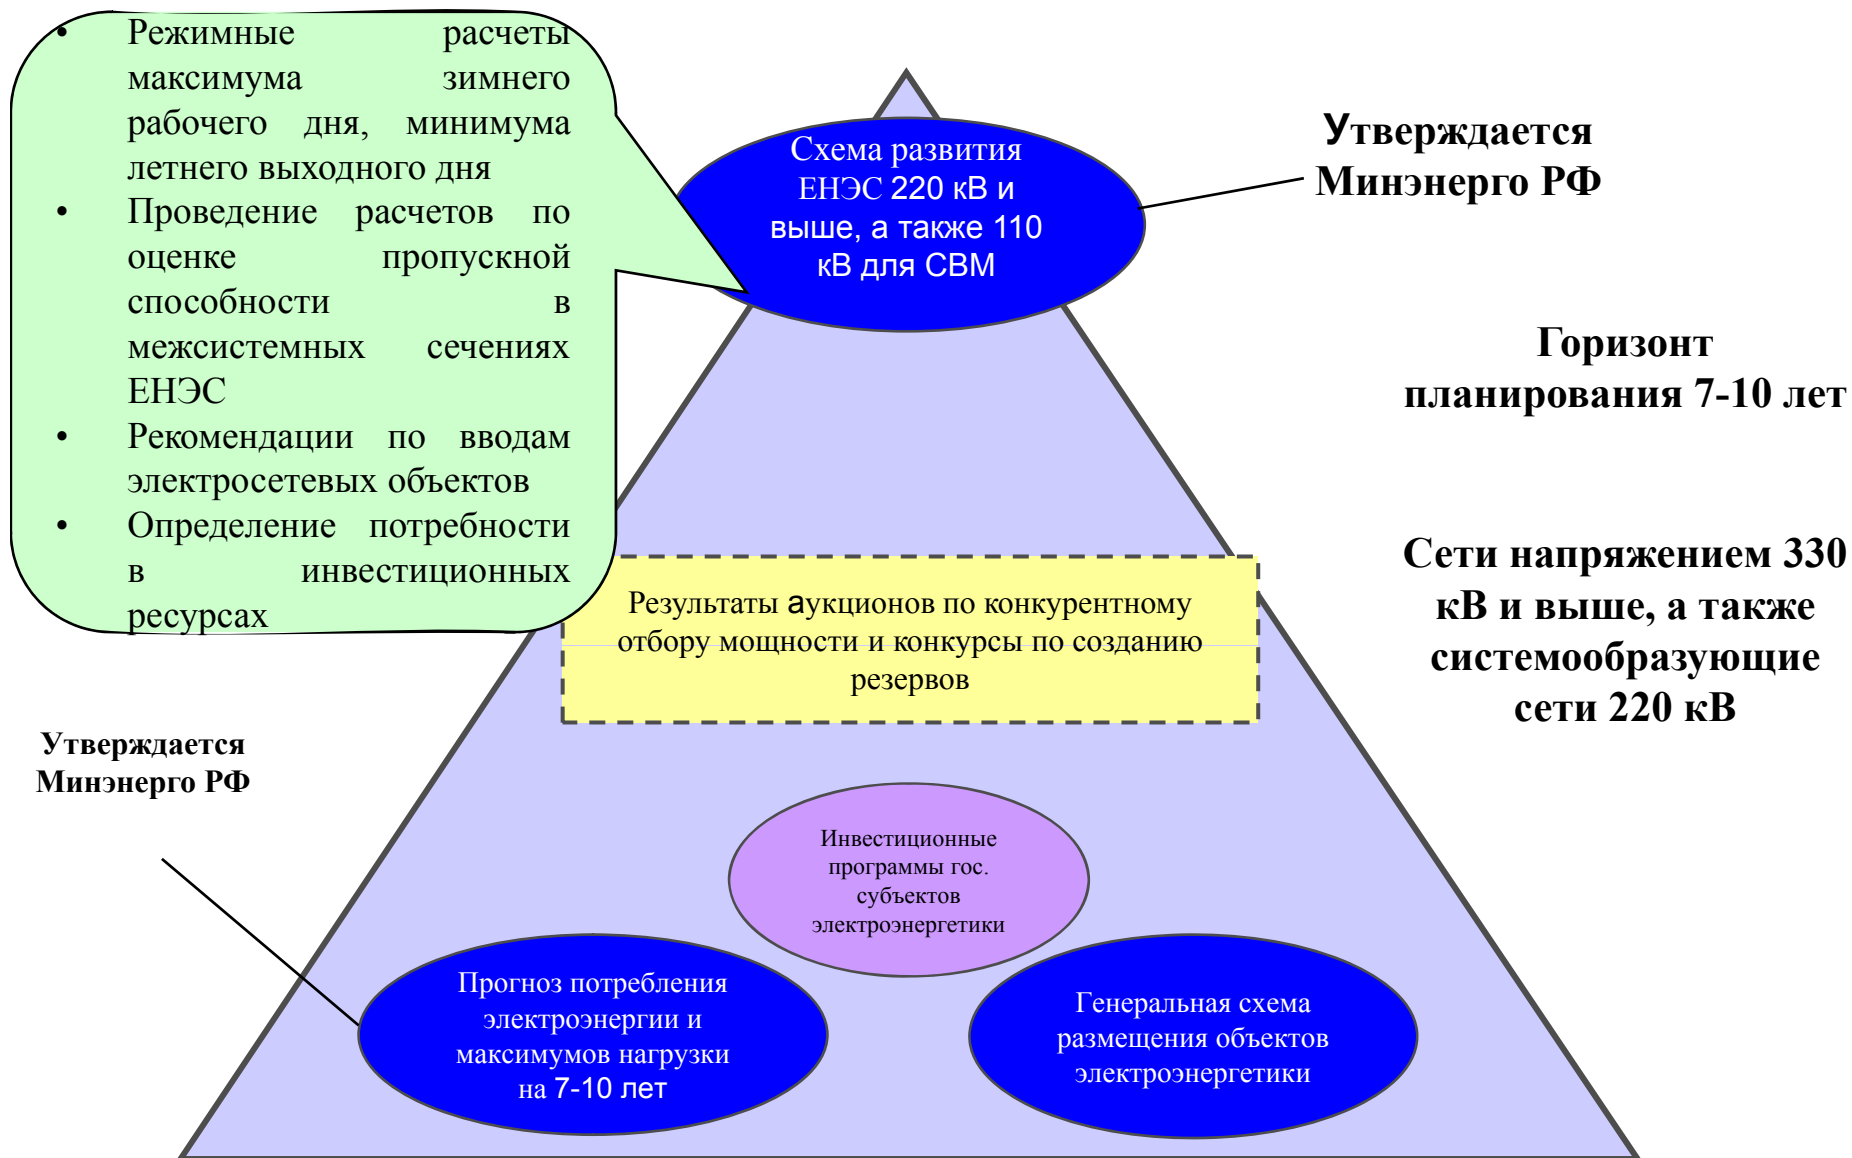 • Режимные расчеты
максимума зимнего
рабочего дня, минимума
летнего выходного дня
• Проведение расчетов по
оценке пропускной
способности в
межсистемных сечениях
ЕНЭС
• Рекомендации по вводам
электросетевых объектов
• Определение потребности
в инвестиционных
ресурсах
Схема развития
ЕНЭС 220 кВ и
выше, а также 110
кВ для СВМ
Утверждается
Минэнерго РФ
Горизонт
планирования 7-10 лет
Сети напряжением 330
кВ и выше, а также
системообразующие
сети 220 кВ
Результаты аукционов по конкурентному
отбору мощности и конкурсы по созданию
резервов
Утверждается
Минэнерго РФ
Инвестиционные
программы гос.
субъектов
электроэнергетики
Прогноз потребления
электроэнергии и
максимумов нагрузки
на 7-10 лет
Генеральная схема
размещения объектов
электроэнергетики